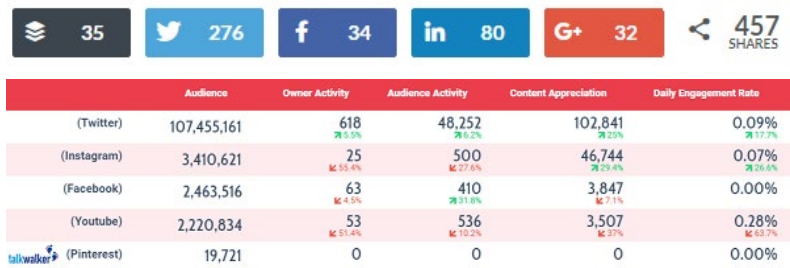 35 276 f 34 in 80 G+ 32 457
SHARES
Audience Owner Activity Audience Activity Content Appreciation Daily Engagement Rate
(Twitter) 107,455,161 618 48,252 102,841 0.09%
5.5% 6.2% 25% 17.7%
(Instagram) 3,410,621 25 500 46,744 0.07%
55.4% 27.6% 29.4% 26.6%
(Facebook) 2,463,516 63 410 3,847 0.00%
4.5% 31.8% 7.1%
(Youtube) 2,220,834 53 536 3,507 0.28%
51.4% 10.2% 37% 63.7%
talkwalker (Pinterest) 19,721 0 0 0 0.00%